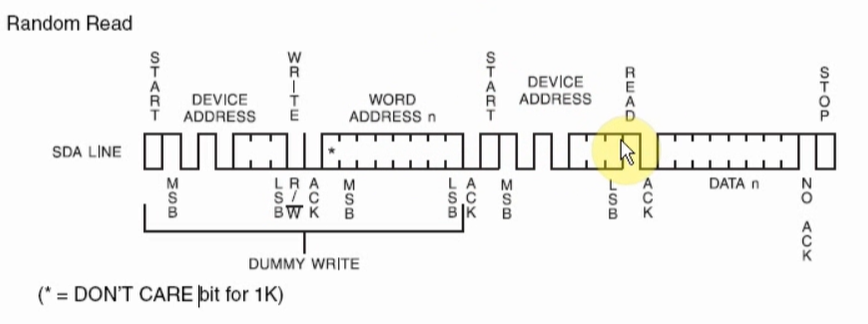 Random Read
START
WRITE
START
READ
STOP
DEVICE
ADDRESS
WORD
ADDRESS n
DEVICE
ADDRESS
SDA LINE
*
MSB
LSB
R/W
ACK
MSB
LSB
ACK
MSB
LSB
ACK
DATA n
NO ACK
DUMMY WRITE
(* = DON'T CARE bit for 1K)